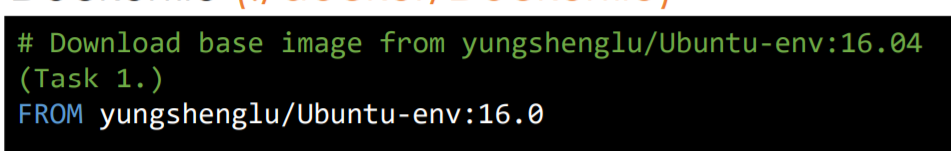 # Download base image from yungshenglu/Ubuntu-env:16.04
(Task 1.)
FROM yungshenglu/Ubuntu-env:16.0